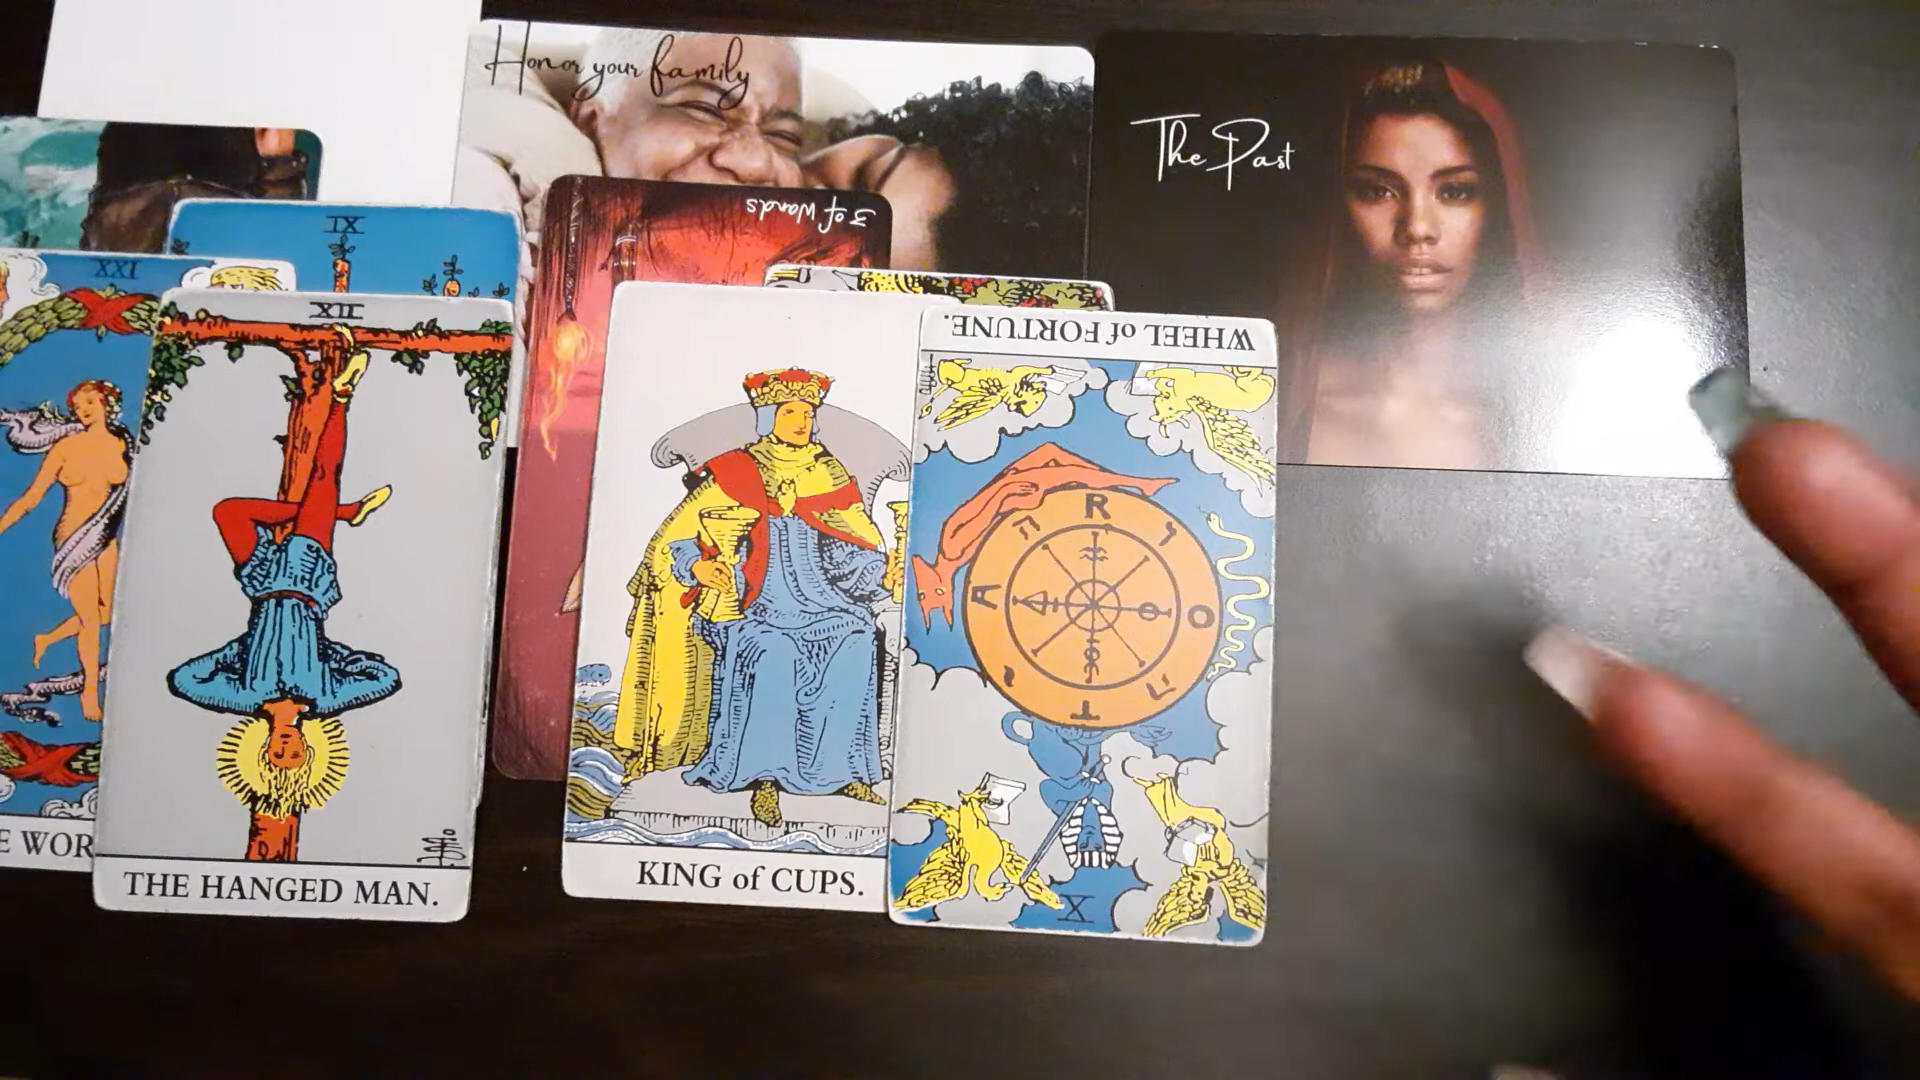 Honor your family
The Past
3 of wands
IX
XXI
XII
WHEEL of FORTUNE.
R
A
O
T
X
E WOR
THE HANGED MAN.
KING of CUPS.